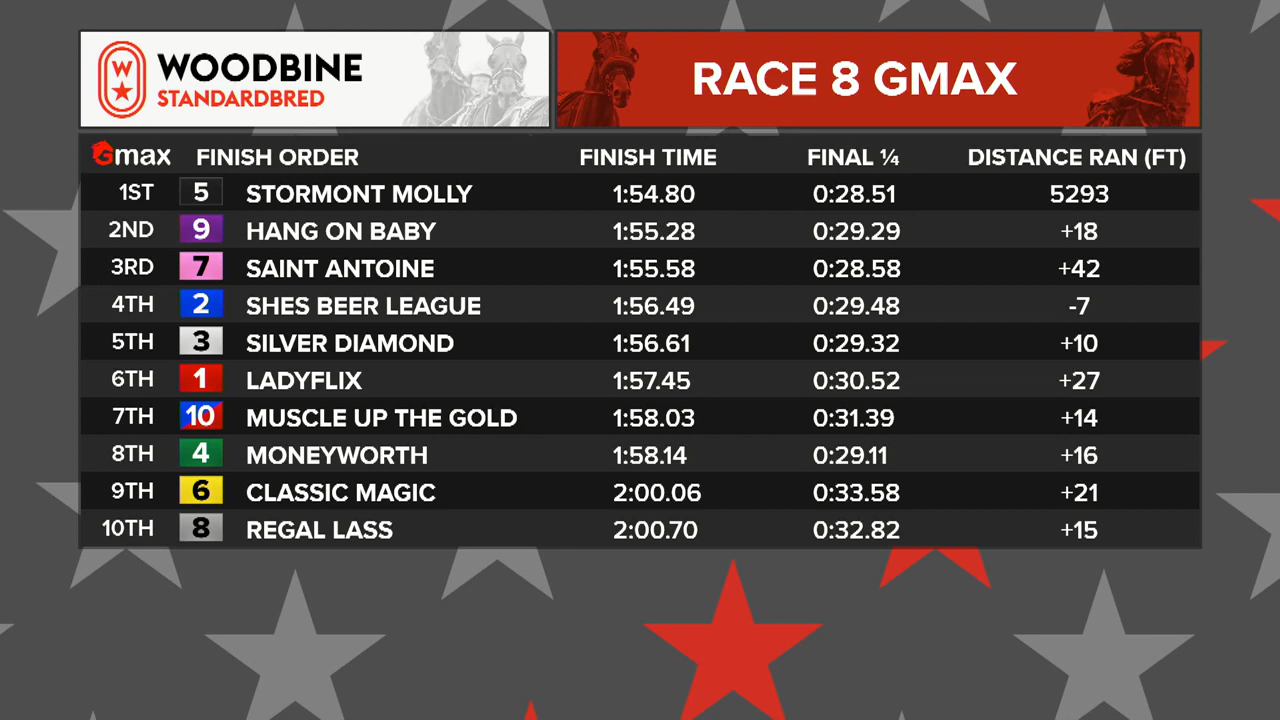 W
WOODBINE
STANDARDBRED
RACE 8 GMAX
Gmax FINISH ORDER FINISH TIME FINAL ¼ DISTANCE RAN (FT)
1ST 5 STORMONT MOLLY 1:54.80 0:28.51 5293
2ND 9 HANG ON BABY 1:55.28 0:29.29 +18
3RD 7 SAINT ANTOINE 1:55.58 0:28.58 +42
4TH 2 SHES BEER LEAGUE 1:56.49 0:29.48 -7
5TH 3 SILVER DIAMOND 1:56.61 0:29.32 +10
6TH 1 LADYFLIX 1:57.45 0:30.52 +27
7TH 10 MUSCLE UP THE GOLD 1:58.03 0:31.39 +14
8TH 4 MONEYWORTH 1:58.14 0:29.11 +16
9TH 6 CLASSIC MAGIC 2:00.06 0:33.58 +21
10TH 8 REGAL LASS 2:00.70 0:32.82 +15